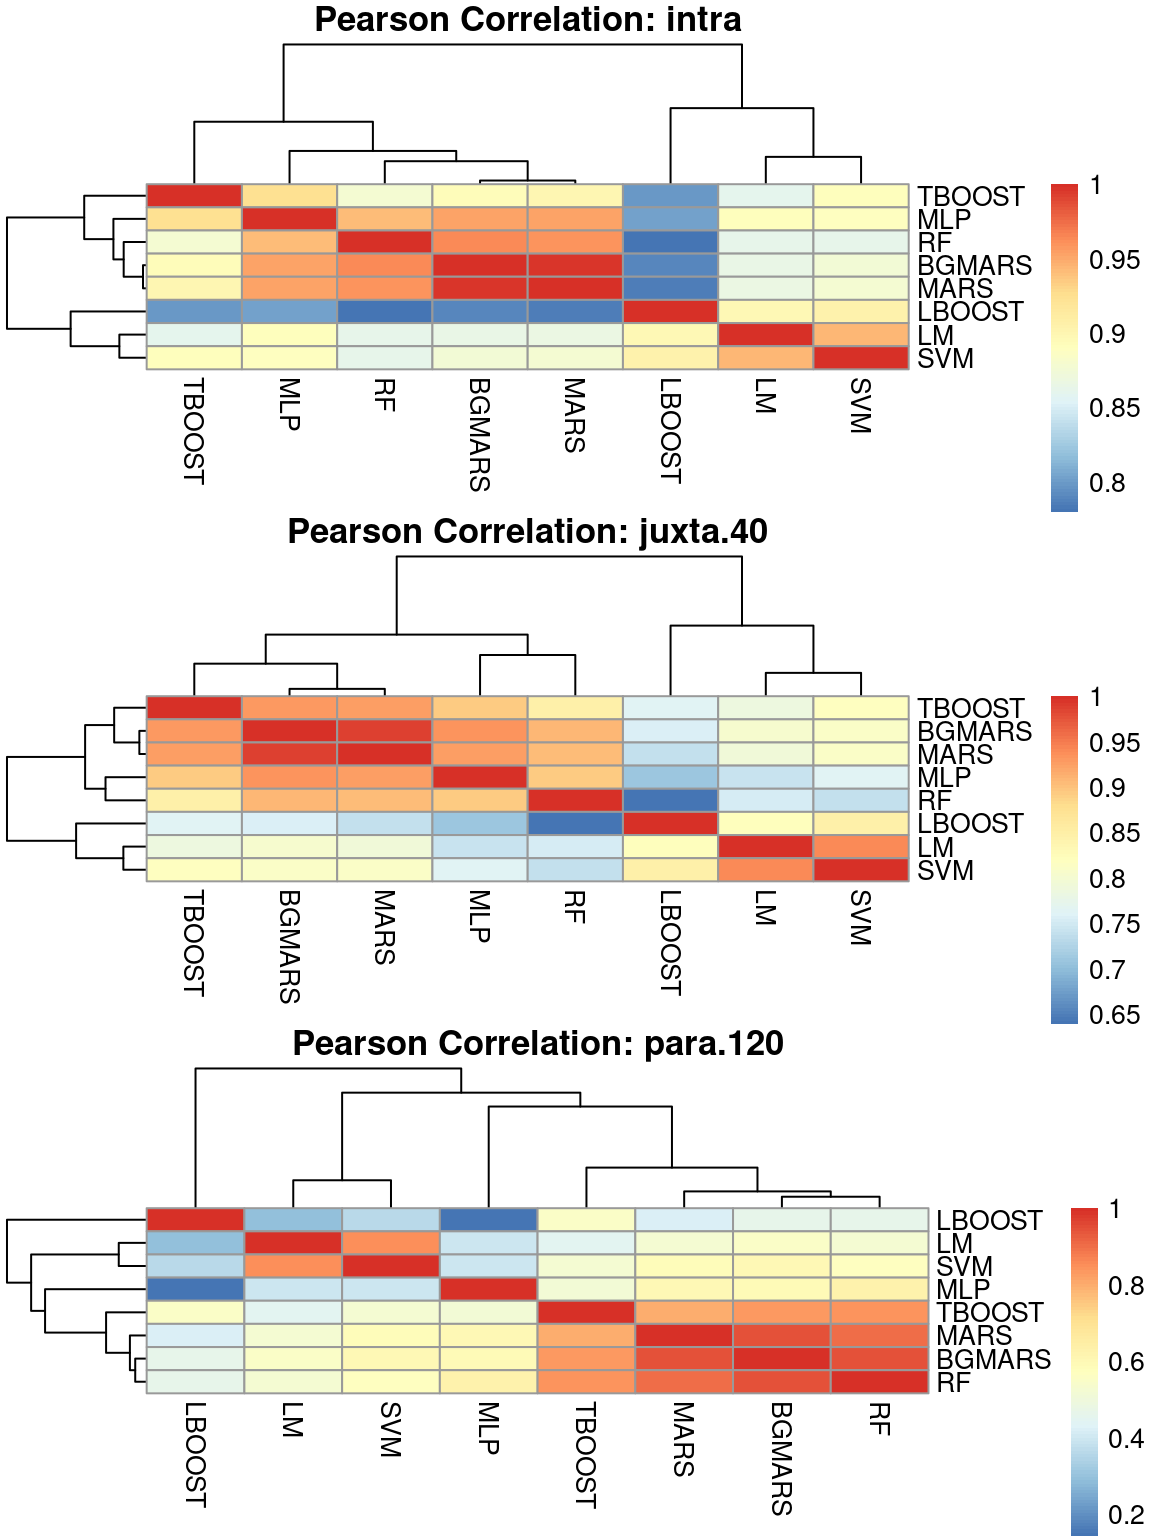 Pearson Correlation: intra
TBOOST
MLP
RF
BGMARS
MARS
LBOOST
LM
SVM
TBOOST
MLP
RF
BGMARS
MARS
LBOOST
LM
SVM
1
0.95
0.9
0.85
0.8
Pearson Correlation: juxta.40
TBOOST
BGMARS
MARS
MLP
RF
LBOOST
LM
SVM
TBOOST
BGMARS
MARS
MLP
RF
LBOOST
LM
SVM
1
0.95
0.9
0.85
0.8
0.75
0.7
0.65
Pearson Correlation: para.120
LBOOST
LM
SVM
MLP
TBOOST
MARS
BGMARS
RF
LBOOST
LM
SVM
MLP
TBOOST
MARS
BGMARS
RF
1
0.8
0.6
0.4
0.2